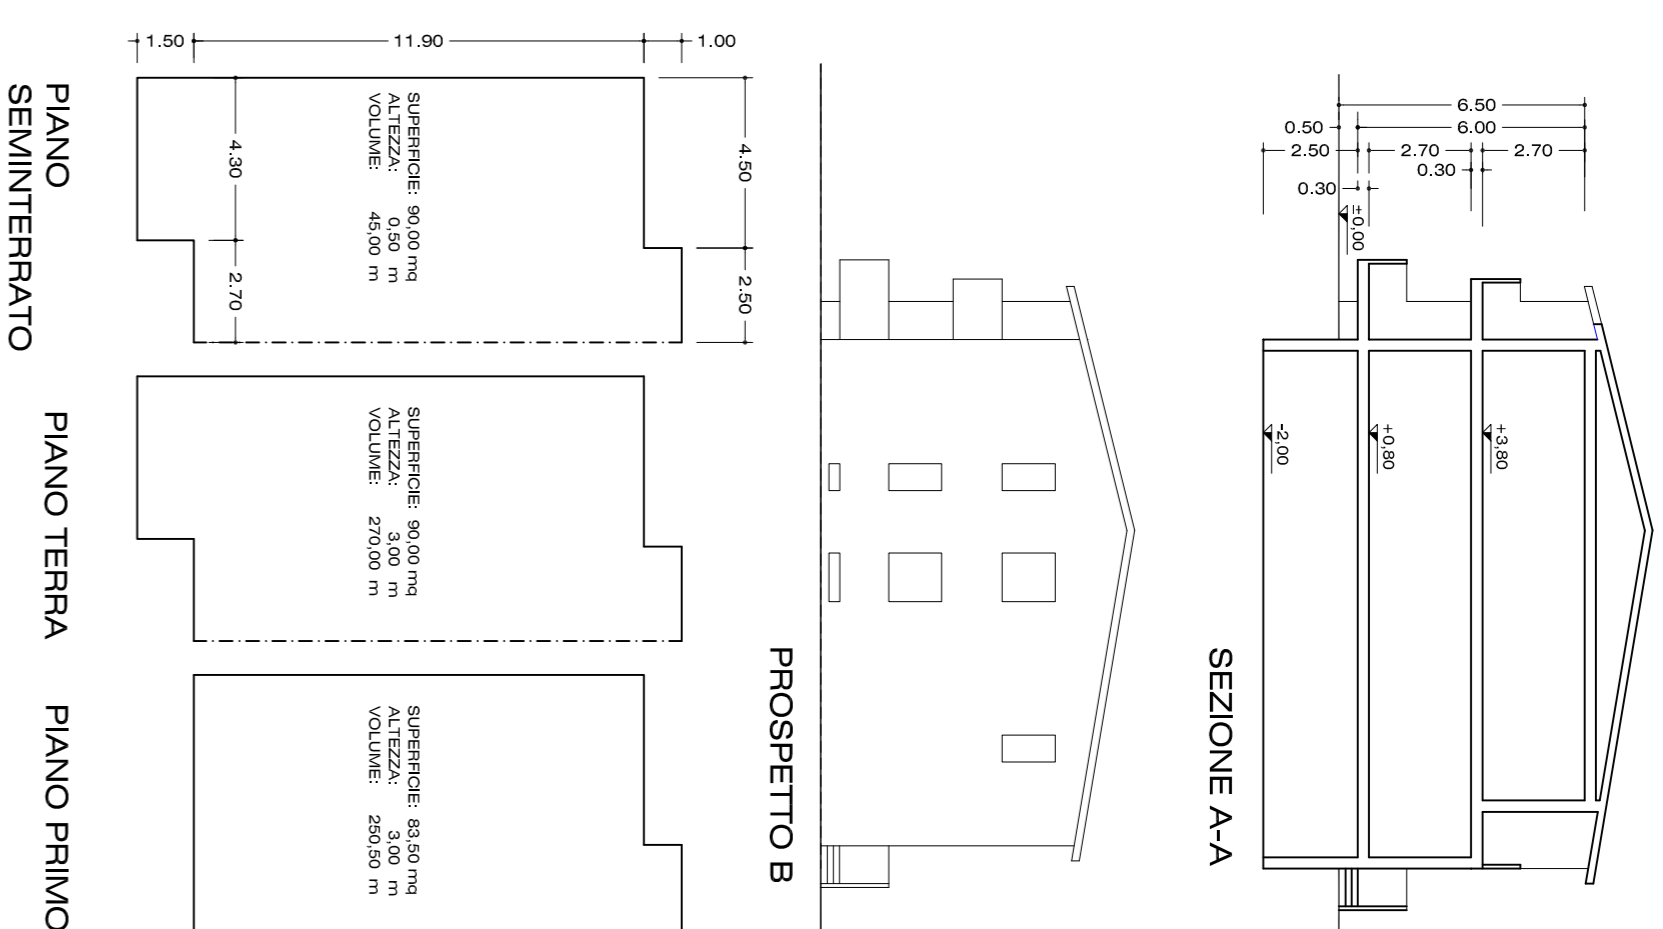 1.50
11.90
1.00
4.30
2.70
4.50
2.50
SUPERFICIE: 90,00 mq
ALTEZZA: 0,50 m
VOLUME: 45,00 m
PIANO
SEMINTERRATO
SUPERFICIE: 90,00 mq
ALTEZZA: 3,00 m
VOLUME: 270,00 m
PIANO TERRA
SUPERFICIE: 83,50 mq
ALTEZZA: 3,00 m
VOLUME: 250,50 m
PIANO PRIMO
PROSPETTO B
6.50
0.50
6.00
2.50
2.70
2.70
0.30
0.30
±0,00
-2,00
+0,80
+3,80
SEZIONE A-A